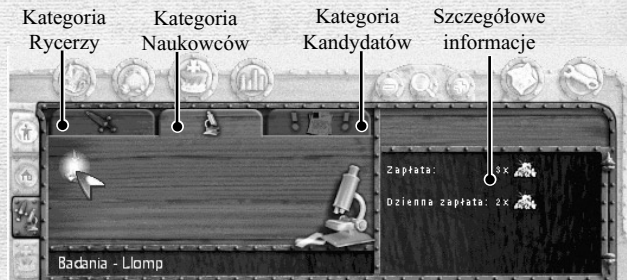 Kategoria
Rycerzy
Kategoria
Naukowców
Kategoria
Kandydatów
Szczegółowe
informacje
Zapłata: 3x
Dzienna zapłata: 2x
Badania - Llomp